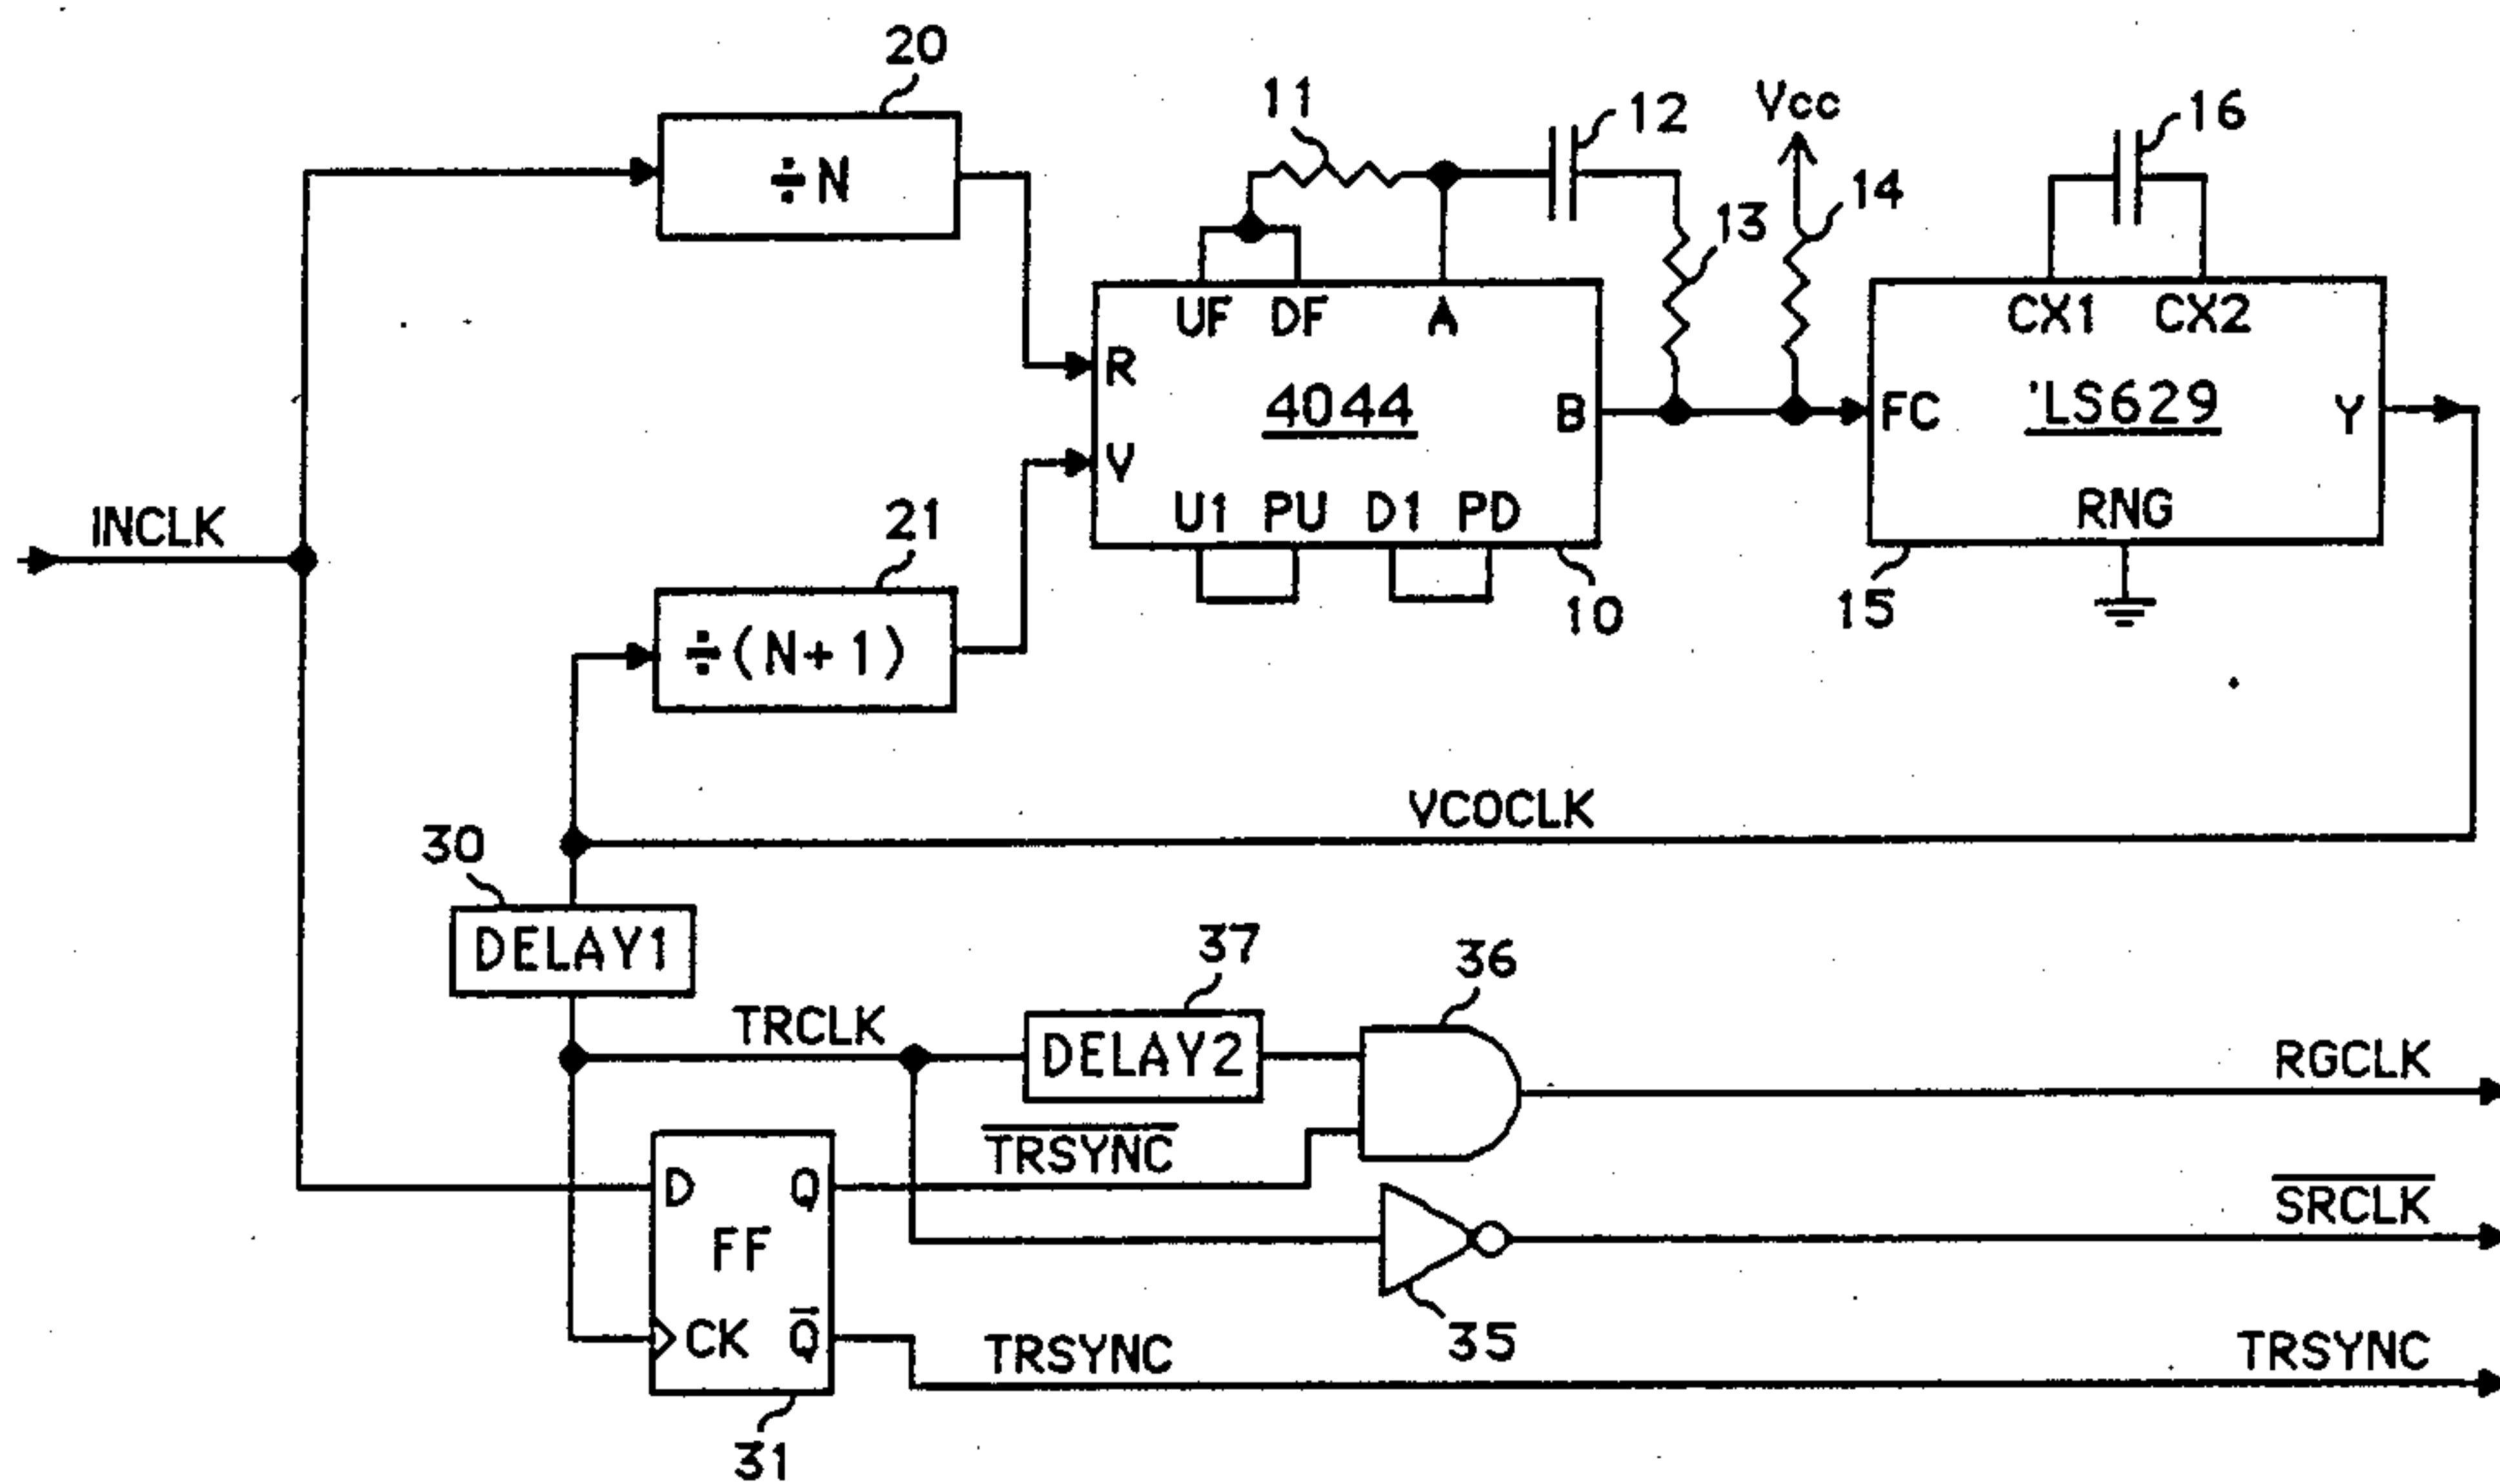 20
11
12
Vcc
16
14
13
÷N
UF DF A
CX1 CX2
R
4044
B
FC
'LS629
Y
V
INCLK
U1 PU D1 PD
RNG
21
10
15
÷(N+1)
VCOCLK
30
DELAY1
37
36
TRCLK
DELAY2
RGCLK
T̅R̅S̅Y̅N̅C̅
D Q
S̅R̅C̅L̅K̅
FF
CK Q̅
35
TRSYNC
TRSYNC
31